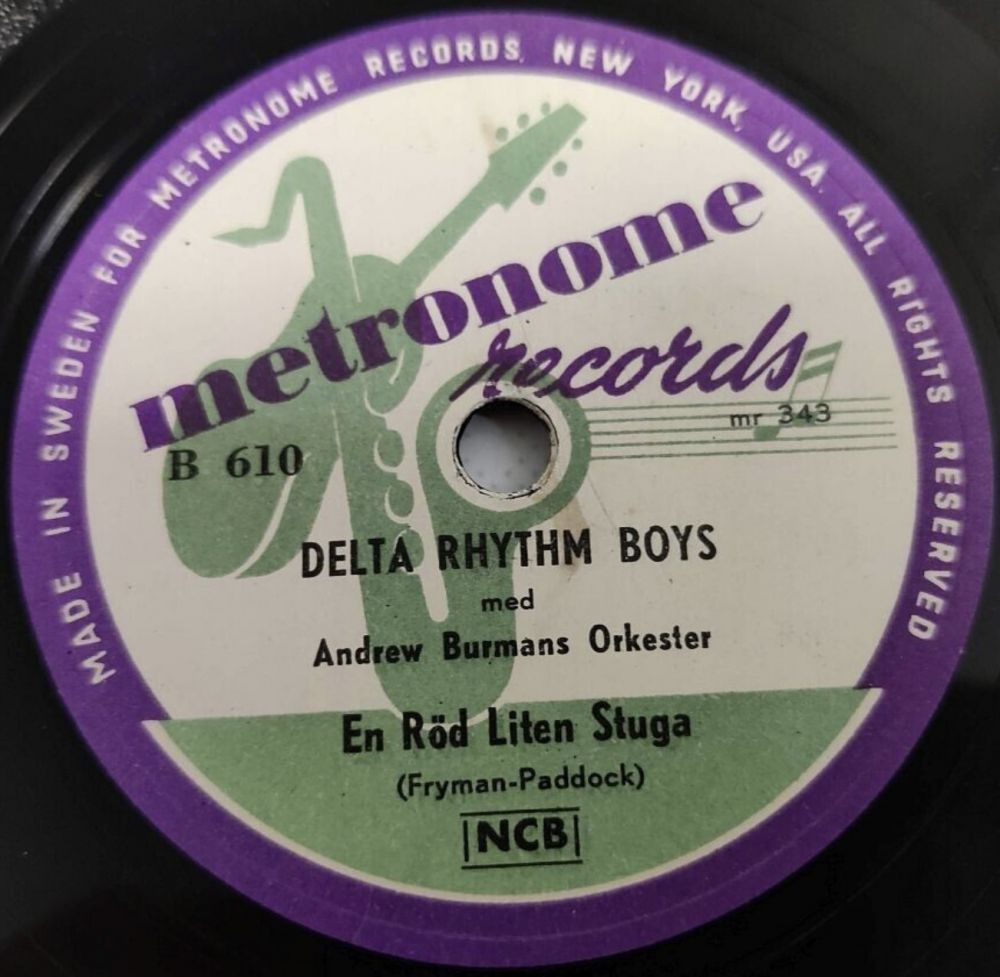 MADE IN SWEDEN FOR METRONOME RECORDS, NEW YORK, USA. ALL RIGHTS RESERVED
metronome
records
mr 343
B 610
DELTA RHYTHM BOYS
med
Andrew Burmans Orkester
En Röd Liten Stuga
(Fryman-Paddock)
NCB